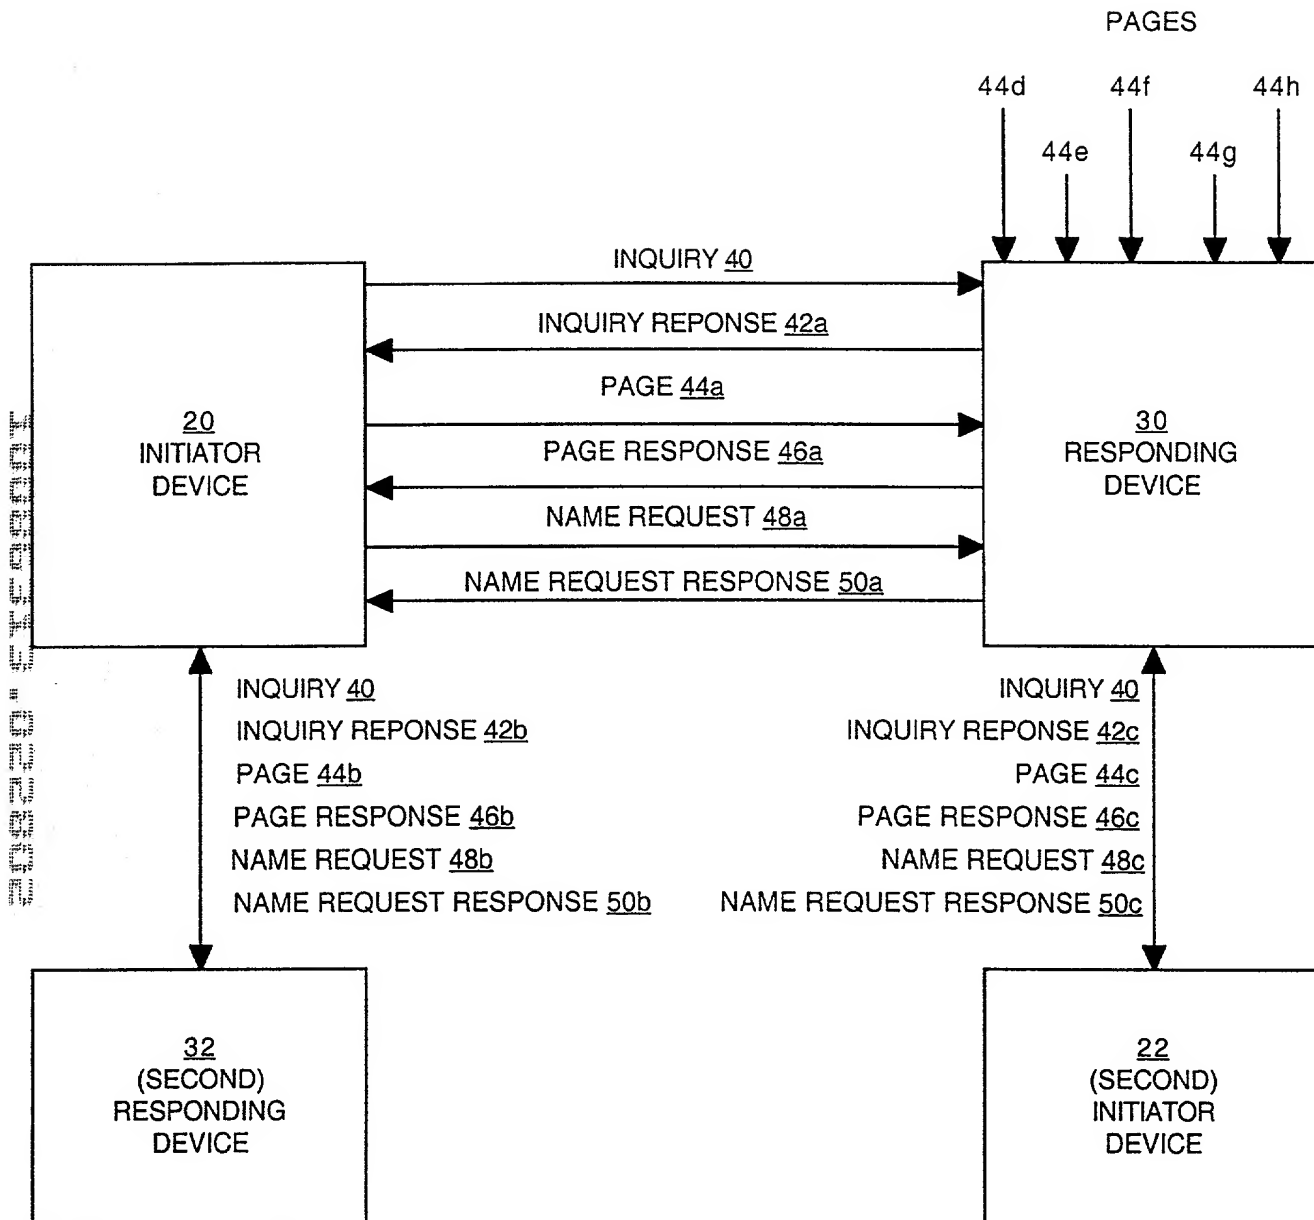 PAGES
44d 44f 44h
44e 44g
INQUIRY 40
INQUIRY REPONSE 42a
PAGE 44a
PAGE RESPONSE 46a
NAME REQUEST 48a
NAME REQUEST RESPONSE 50a
20
INITIATOR
DEVICE
30
RESPONDING
DEVICE
INQUIRY 40
INQUIRY REPONSE 42b
PAGE 44b
PAGE RESPONSE 46b
NAME REQUEST 48b
NAME REQUEST RESPONSE 50b
INQUIRY 40
INQUIRY REPONSE 42c
PAGE 44c
PAGE RESPONSE 46c
NAME REQUEST 48c
NAME REQUEST RESPONSE 50c
32
(SECOND)
RESPONDING
DEVICE
22
(SECOND)
INITIATOR
DEVICE